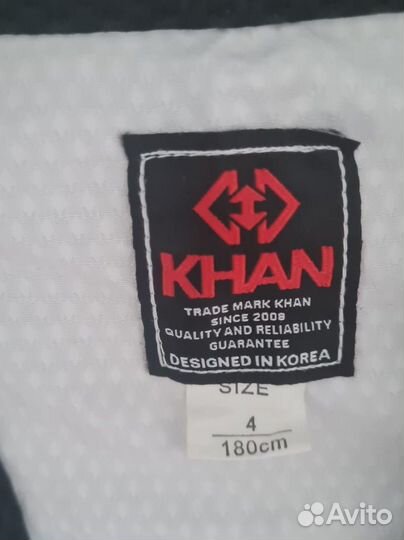 KHAN
TRADE MARK KHAN
SINCE 2008
QUALITY AND RELIABILITY
GUARANTEE
DESIGNED IN KOREA
SIZE
4
180cm
Avito